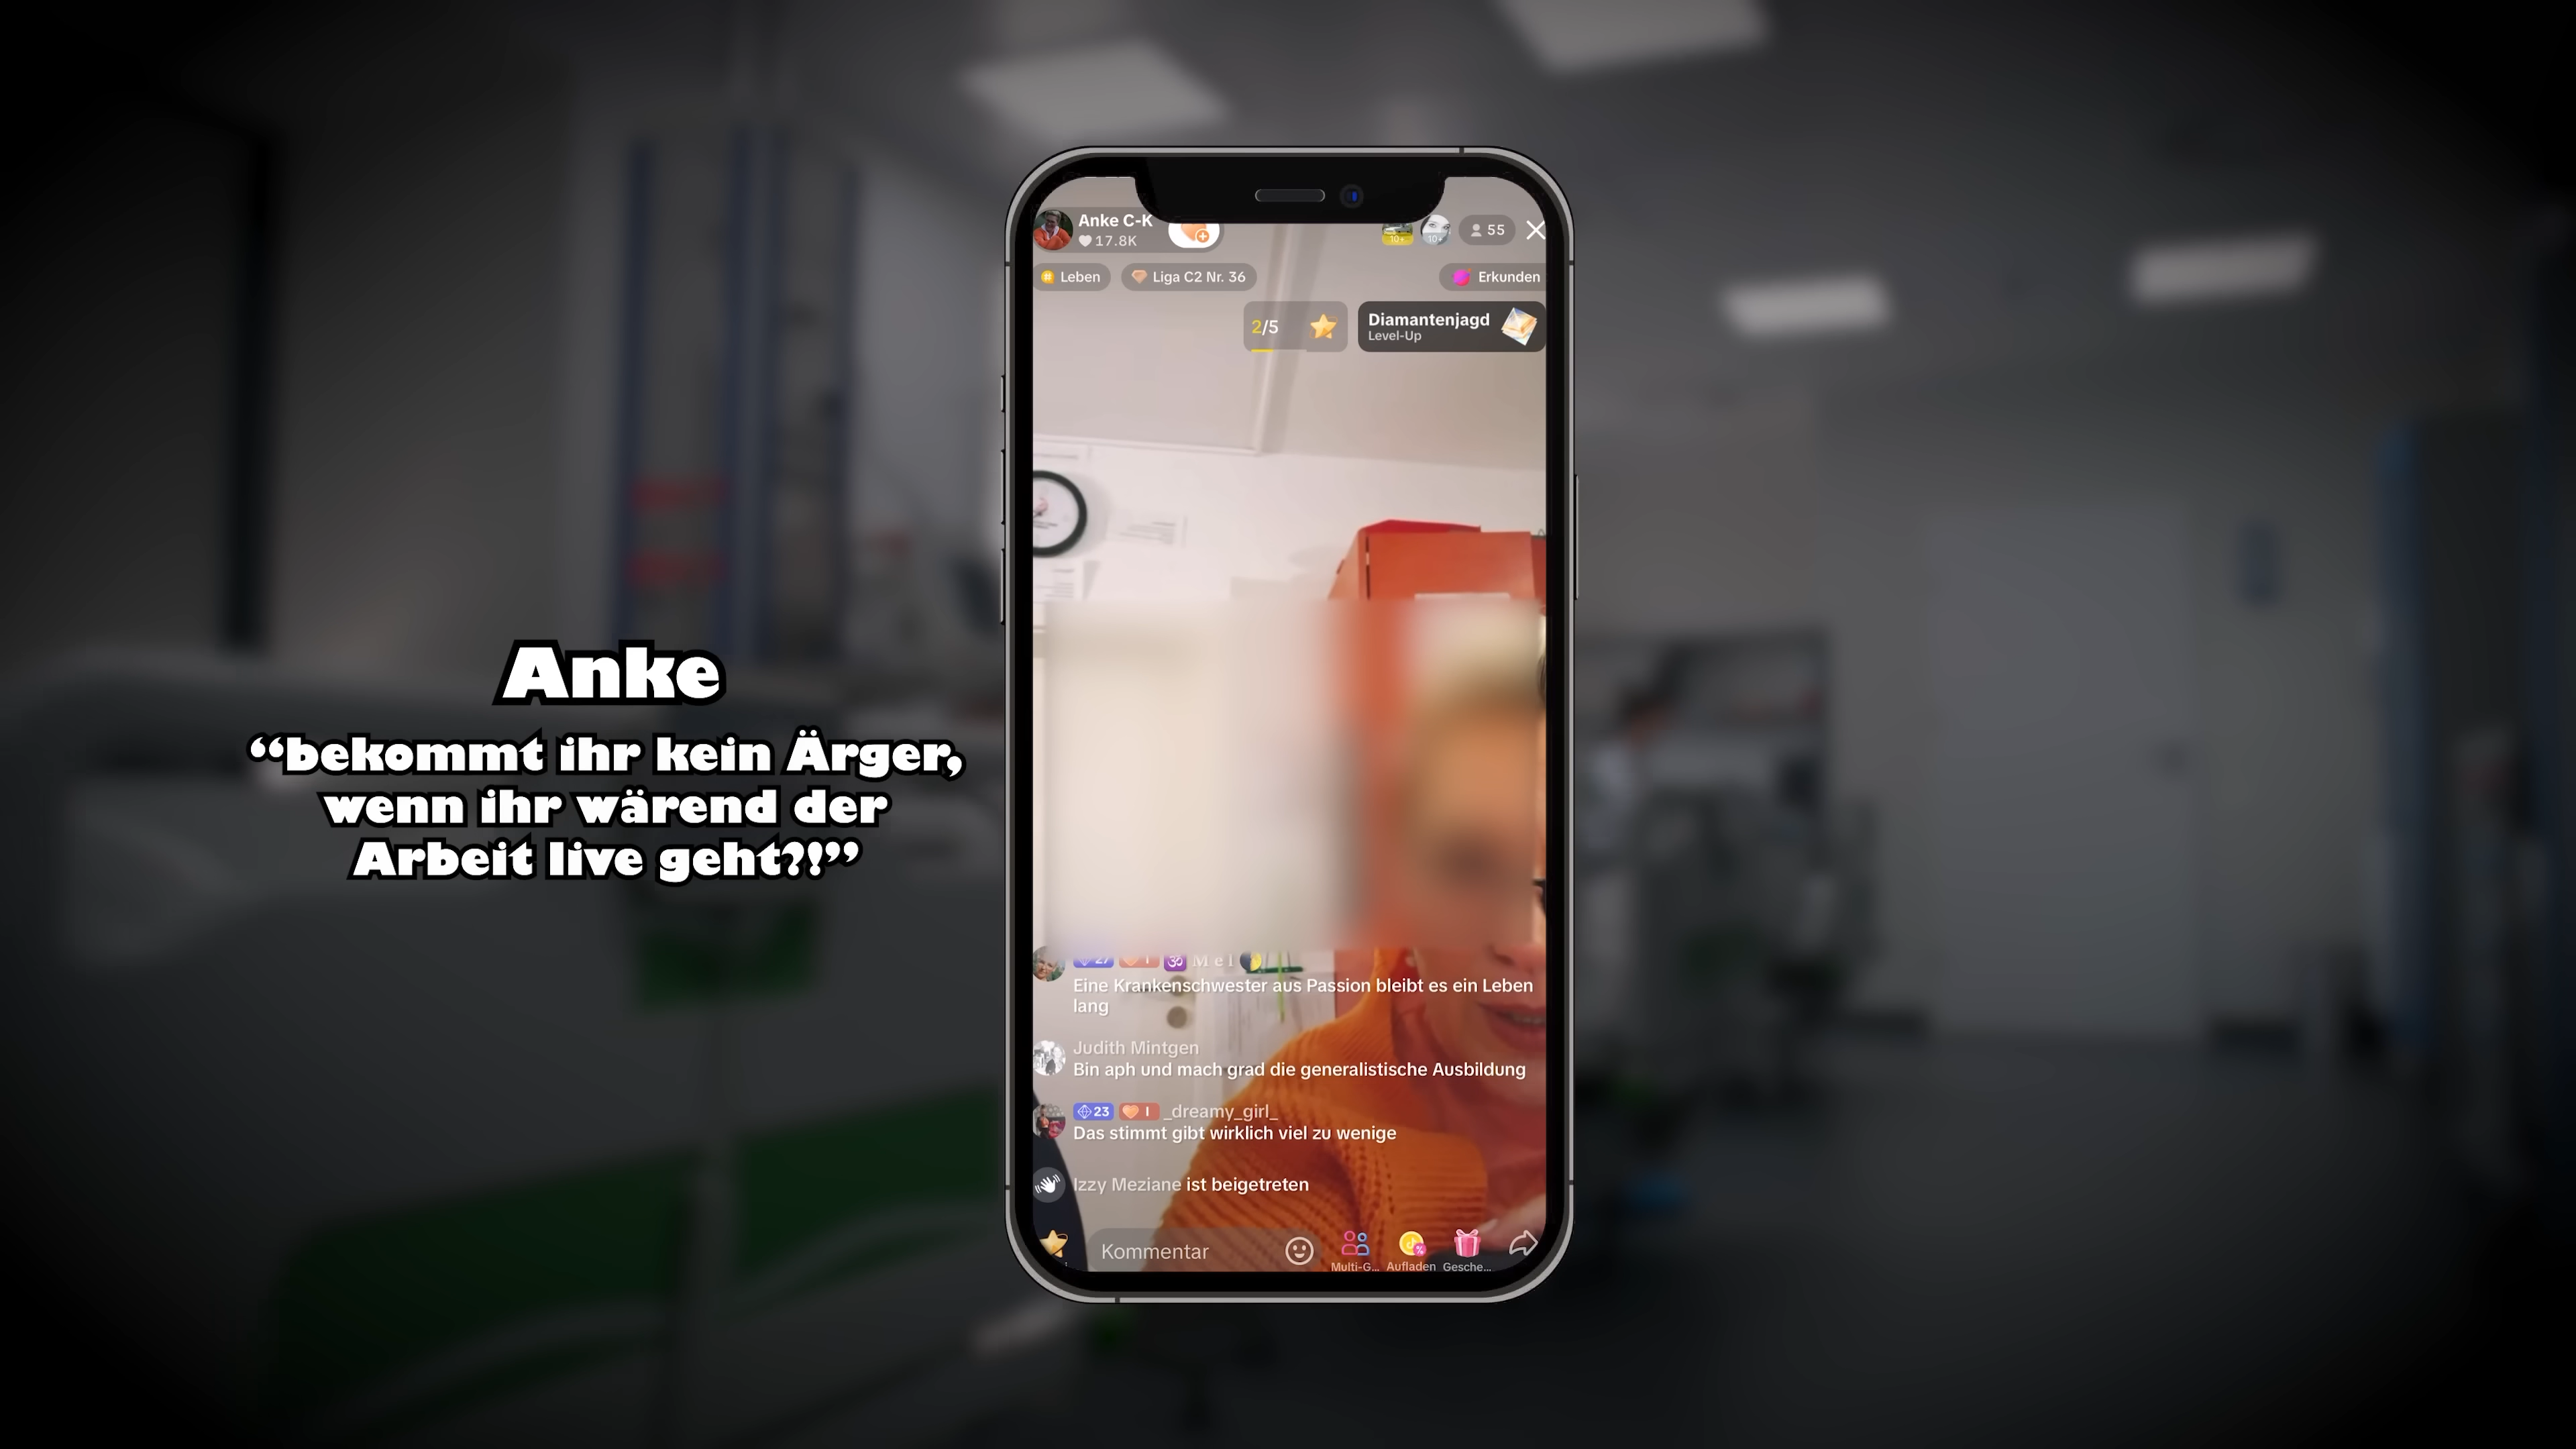 Anke C-K
17.8K
10+
10+
55
Leben
Liga C2 Nr. 36
Erkunden
2/5
Diamantenjagd
Level-Up
Anke
“bekommt ihr kein Ärger,
wenn ihr wärend der
Arbeit live geht?!”
27 I ॐ M e l
Eine Krankenschwester aus Passion bleibt es ein Leben
lang
Judith Mintgen
Bin aph und mach grad die generalistische Ausbildung
23 I _dreamy_girl_
Das stimmt gibt wirklich viel zu wenige
Izzy Meziane ist beigetreten
Kommentar
Multi-G...
Aufladen
Gesche...